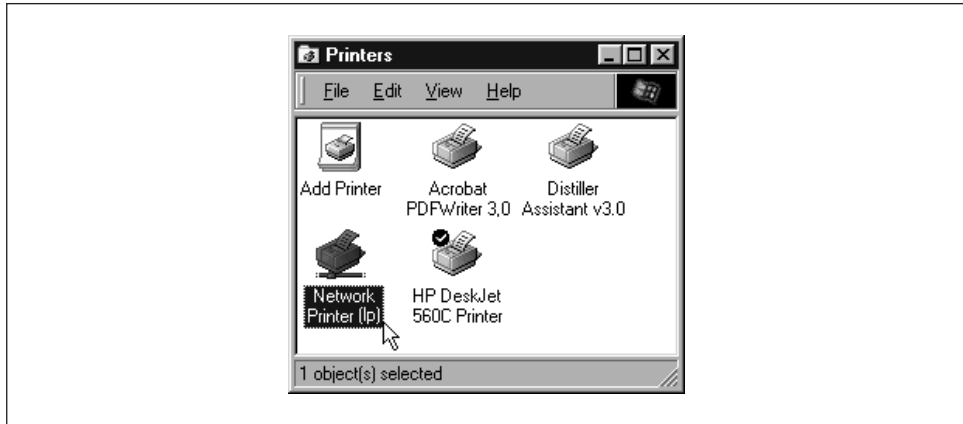 Printers
File Edit View Help
Add Printer
Acrobat
PDFWriter 3,0
Distiller
Assistant v3.0
Network
Printer (lp)
HP DeskJet
560C Printer
1 object(s) selected